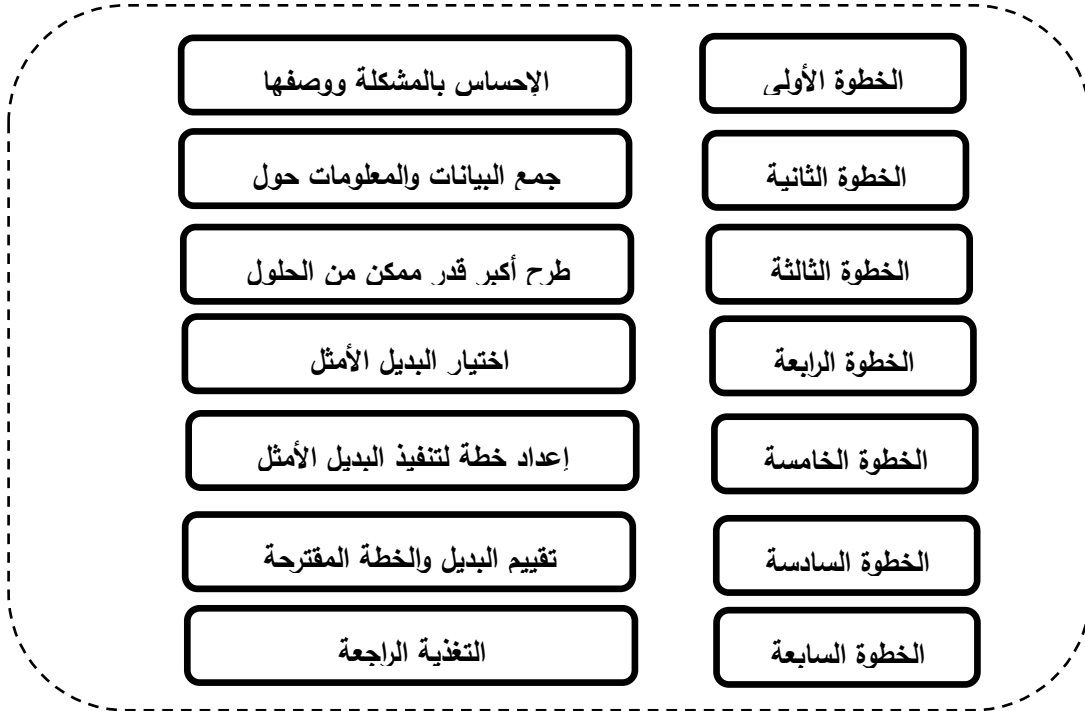 الخطوة الأولى
الإحساس بالمشكلة ووصفها
الخطوة الثانية
جمع البيانات والمعلومات حول
الخطوة الثالثة
طرح أكبر قدر ممكن من الحلول
الخطوة الرابعة
اختيار البديل الأمثل
الخطوة الخامسة
إعداد خطة لتنفيذ البديل الأمثل
الخطوة السادسة
تقييم البديل والخطة المقترحة
الخطوة السابعة
التغذية الراجعة